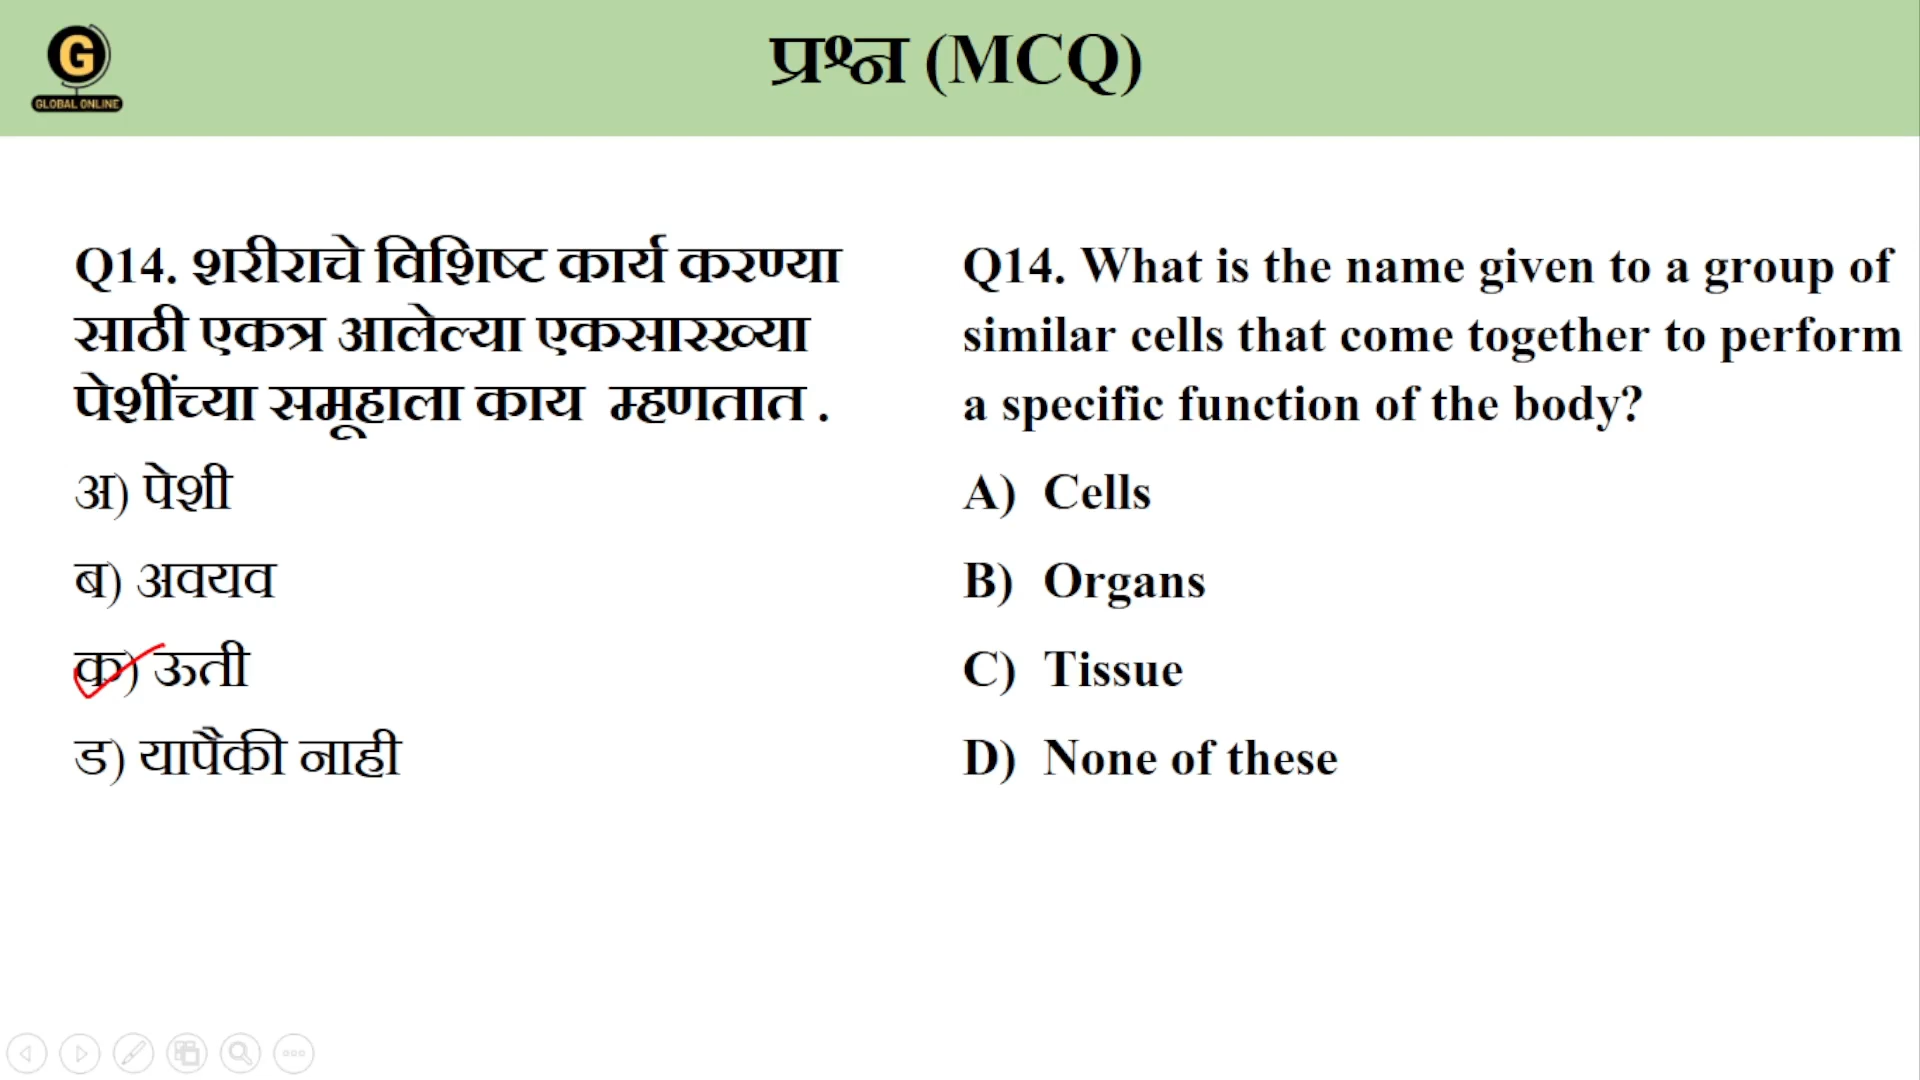 प्रश्न (MCQ)
G
GLOBAL ONLINE
Q14. शरीराचे विशिष्ट कार्य करण्या
साठी एकत्र आलेल्या एकसारख्या
पेशींच्या समूहाला काय म्हणतात .
अ) पेशी
ब) अवयव
क) ऊती
ड) यापैकी नाही
Q14. What is the name given to a group of
similar cells that come together to perform
a specific function of the body?
A) Cells
B) Organs
C) Tissue
D) None of these